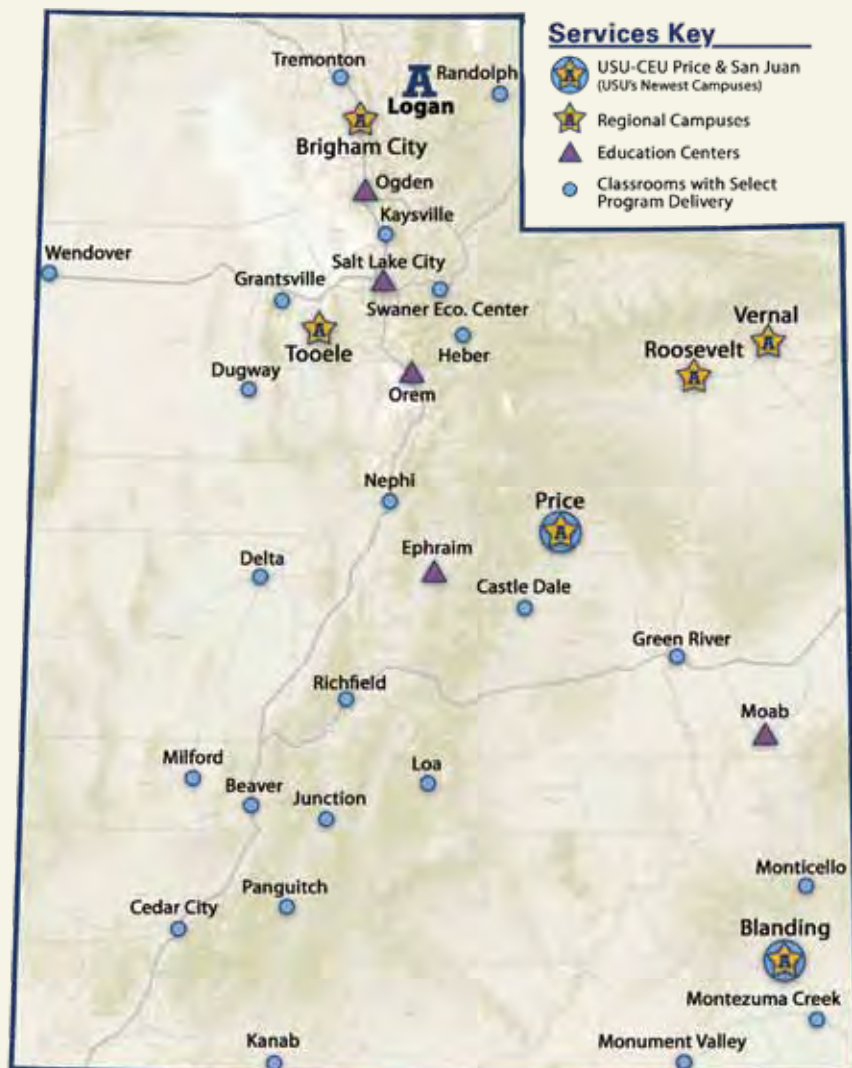 Services Key
USU-CEU Price & San Juan
(USU's Newest Campuses)
Regional Campuses
Education Centers
Classrooms with Select
Program Delivery
Tremonton
A
Randolph
Logan
A
Brigham City
Ogden
Kaysville
Wendover
Salt Lake City
Grantsville
Swaner Eco. Center
A
Tooele
Heber
Vernal
A
Roosevelt
A
Dugway
Orem
Nephi
Price
A
Ephraim
Delta
Castle Dale
Green River
Richfield
Moab
Milford
Loa
Beaver
Junction
Monticello
Panguitch
Cedar City
Blanding
A
Montezuma Creek
Kanab
Monument Valley